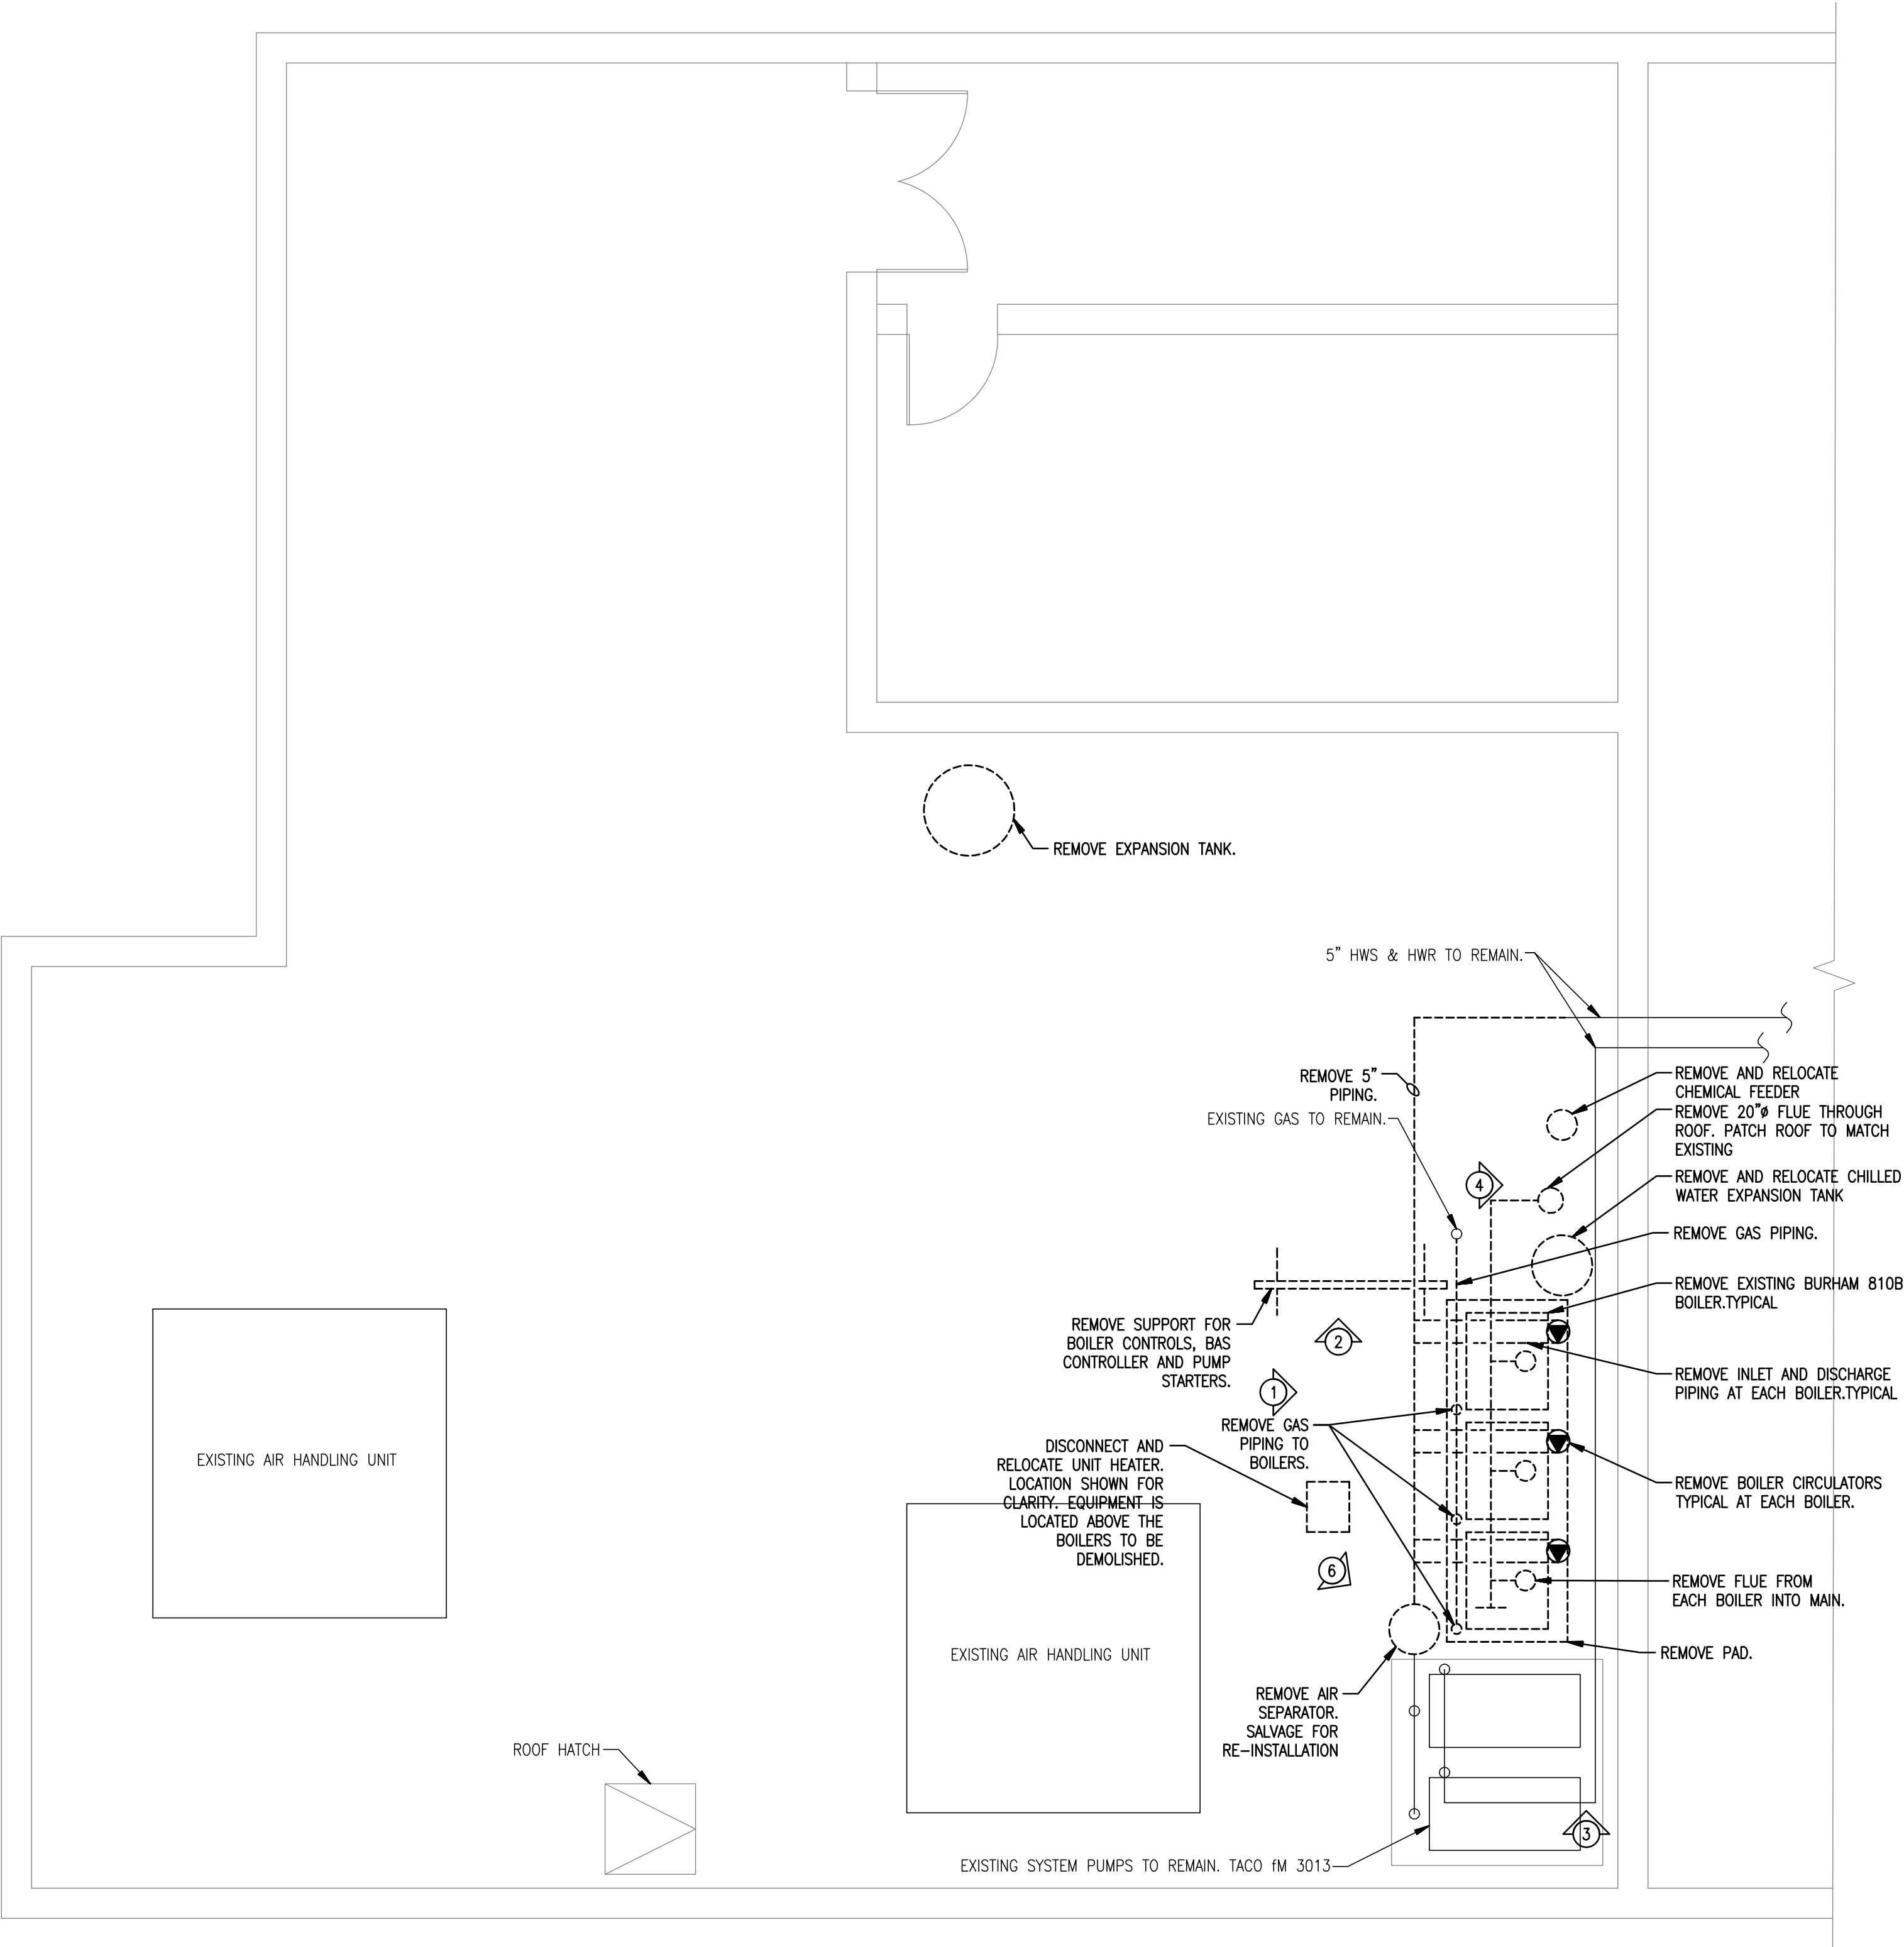 REMOVE EXPANSION TANK.
5" HWS & HWR TO REMAIN.
REMOVE 5"
PIPING.
EXISTING GAS TO REMAIN.
REMOVE AND RELOCATE
CHEMICAL FEEDER
REMOVE 20"ø FLUE THROUGH
ROOF. PATCH ROOF TO MATCH
EXISTING
4
REMOVE AND RELOCATE CHILLED
WATER EXPANSION TANK
REMOVE GAS PIPING.
REMOVE EXISTING BURHAM 810B
BOILER.TYPICAL
REMOVE SUPPORT FOR
BOILER CONTROLS, BAS
CONTROLLER AND PUMP
STARTERS.
2
REMOVE INLET AND DISCHARGE
PIPING AT EACH BOILER.TYPICAL
1
REMOVE GAS
PIPING TO
BOILERS.
DISCONNECT AND
RELOCATE UNIT HEATER.
LOCATION SHOWN FOR
CLARITY. EQUIPMENT IS
LOCATED ABOVE THE
BOILERS TO BE
DEMOLISHED.
EXISTING AIR HANDLING UNIT
REMOVE BOILER CIRCULATORS
TYPICAL AT EACH BOILER.
6
REMOVE FLUE FROM
EACH BOILER INTO MAIN.
EXISTING AIR HANDLING UNIT
REMOVE PAD.
REMOVE AIR
SEPARATOR.
SALVAGE FOR
RE-INSTALLATION
ROOF HATCH
3
EXISTING SYSTEM PUMPS TO REMAIN. TACO fM 3013